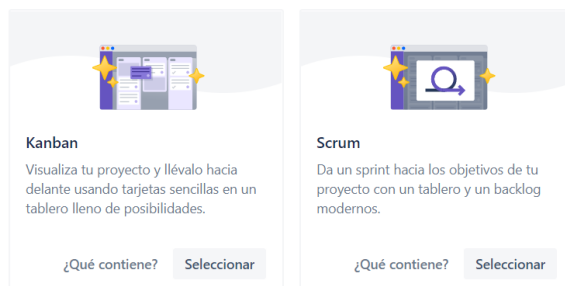 Kanban
Visualiza tu proyecto y llévalo hacia
delante usando tarjetas sencillas en un
tablero lleno de posibilidades.
¿Qué contiene? Seleccionar
Scrum
Da un sprint hacia los objetivos de tu
proyecto con un tablero y un backlog
modernos.
¿Qué contiene? Seleccionar